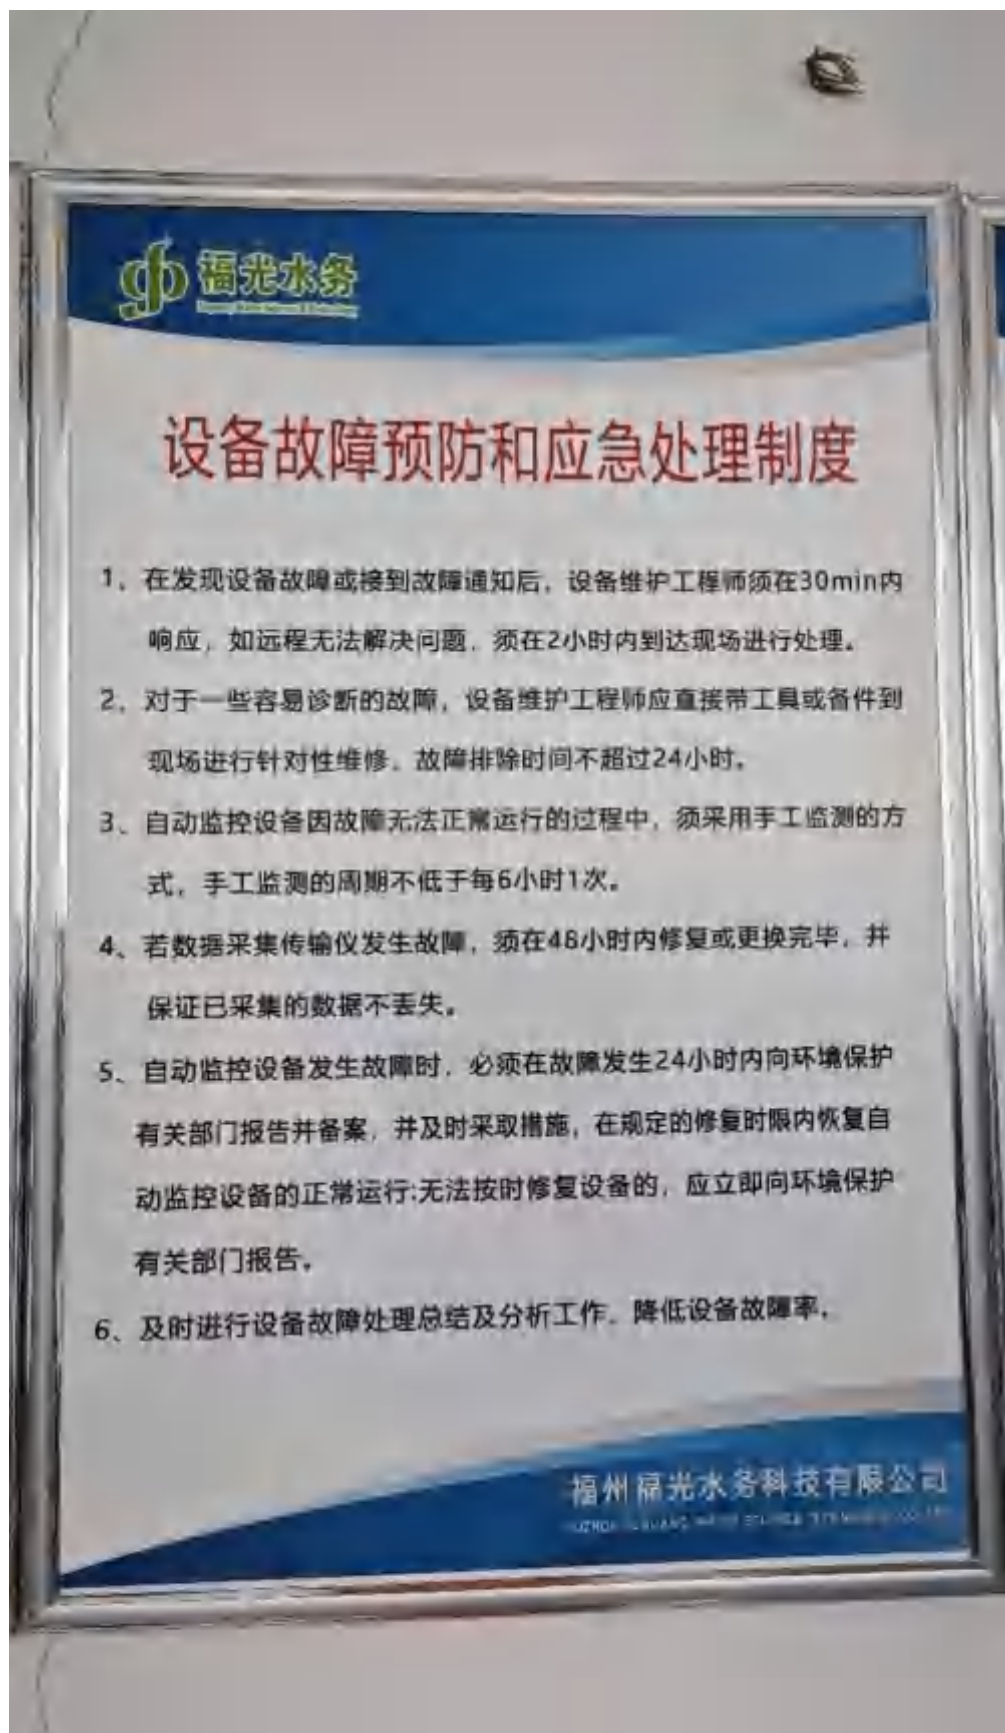 福光水务
设备故障预防和应急处理制度
1、在发现设备故障或接到故障通知后，设备维护工程师须在30min内
响应，如远程无法解决问题，须在2小时内到达现场进行处理。
2、对于一些容易诊断的故障，设备维护工程师应直接带工具或备件到
现场进行针对性维修，故障排除时间不超过24小时。
3、自动监控设备因故障无法正常运行的过程中，须采用手工监测的方
式，手工监测的周期不低于每6小时1次。
4、若数据采集传输仪发生故障，须在48小时内修复或更换完毕，并
保证已采集的数据不丢失。
5、自动监控设备发生故障时，必须在故障发生24小时内向环境保护
有关部门报告并备案，并及时采取措施，在规定的修复时限内恢复自
动监控设备的正常运行;无法按时修复设备的，应立即向环境保护
有关部门报告。
6、及时进行设备故障处理总结及分析工作，降低设备故障率。
福州福光水务科技有限公司